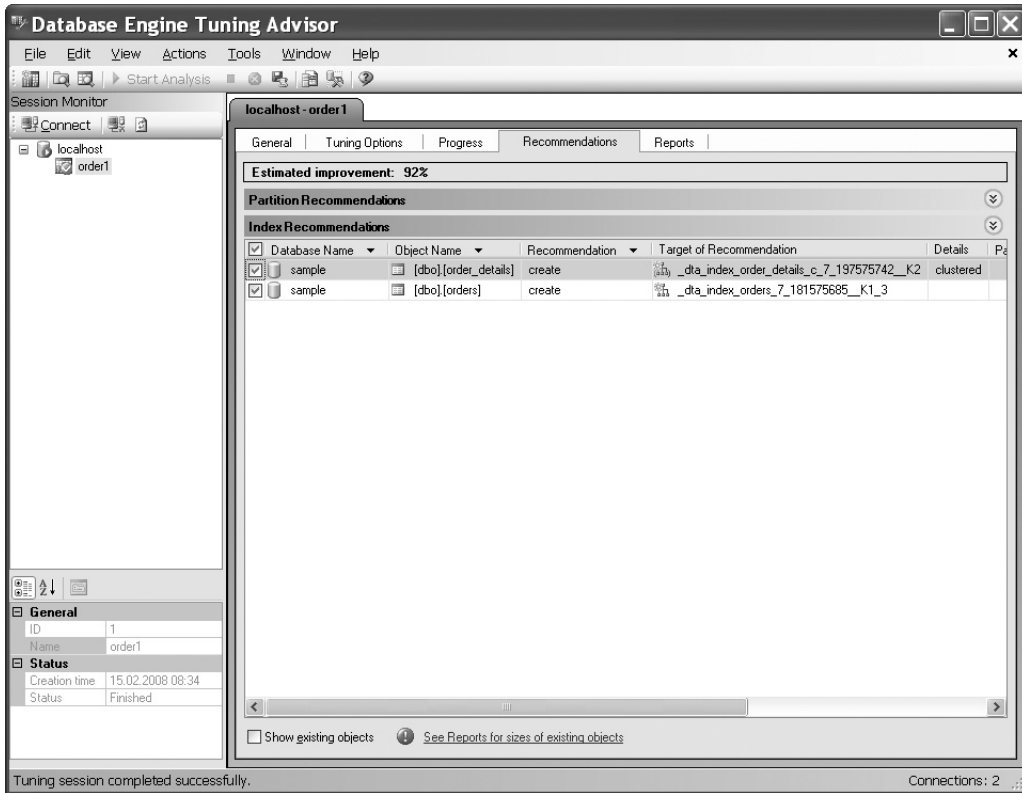 Database Engine Tuning Advisor
File Edit View Actions Tools Window Help
Start Analysis
Session Monitor
Connect
localhost
order1
localhost - order1
General Tuning Options Progress Recommendations Reports
Estimated improvement: 92%
Partition Recommendations
Index Recommendations
Database Name Object Name Recommendation Target of Recommendation Details Pa
sample [dbo].[order_details] create _dta_index_order_details_c_7_197575742__K2 clustered
sample [dbo].[orders] create _dta_index_orders_7_181575685__K1_3
General
ID 1
Name order1
Status
Creation time 15.02.2008 08:34
Status Finished
Show existing objects See Reports for sizes of existing objects
Tuning session completed successfully. Connections: 2